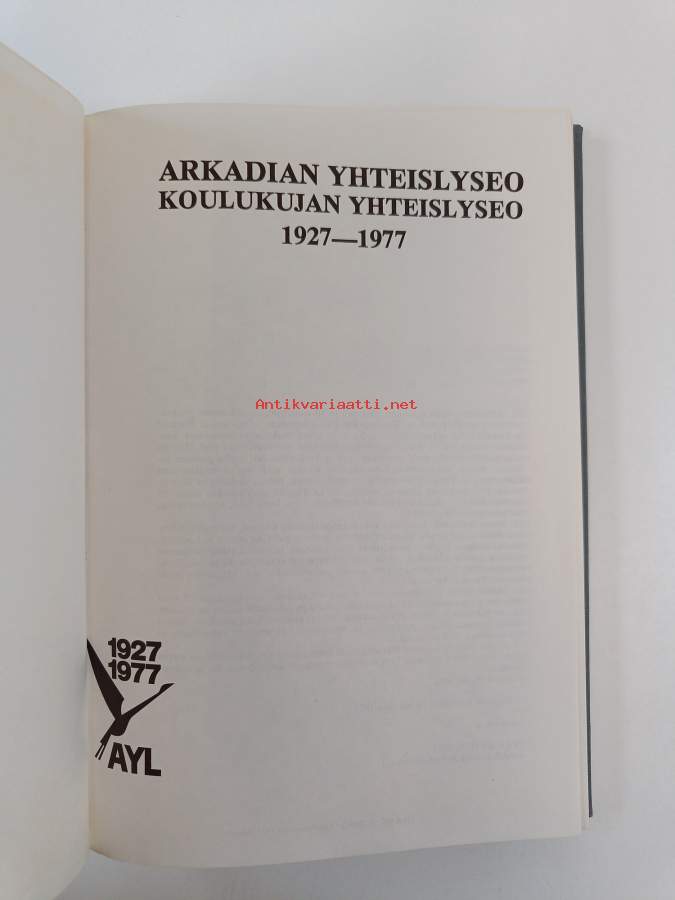 ARKADIAN YHTEISLYSEO
KOULUKUJAN YHTEISLYSEO
1927—1977
Antikvariaatti.net
1927
1977
AYL